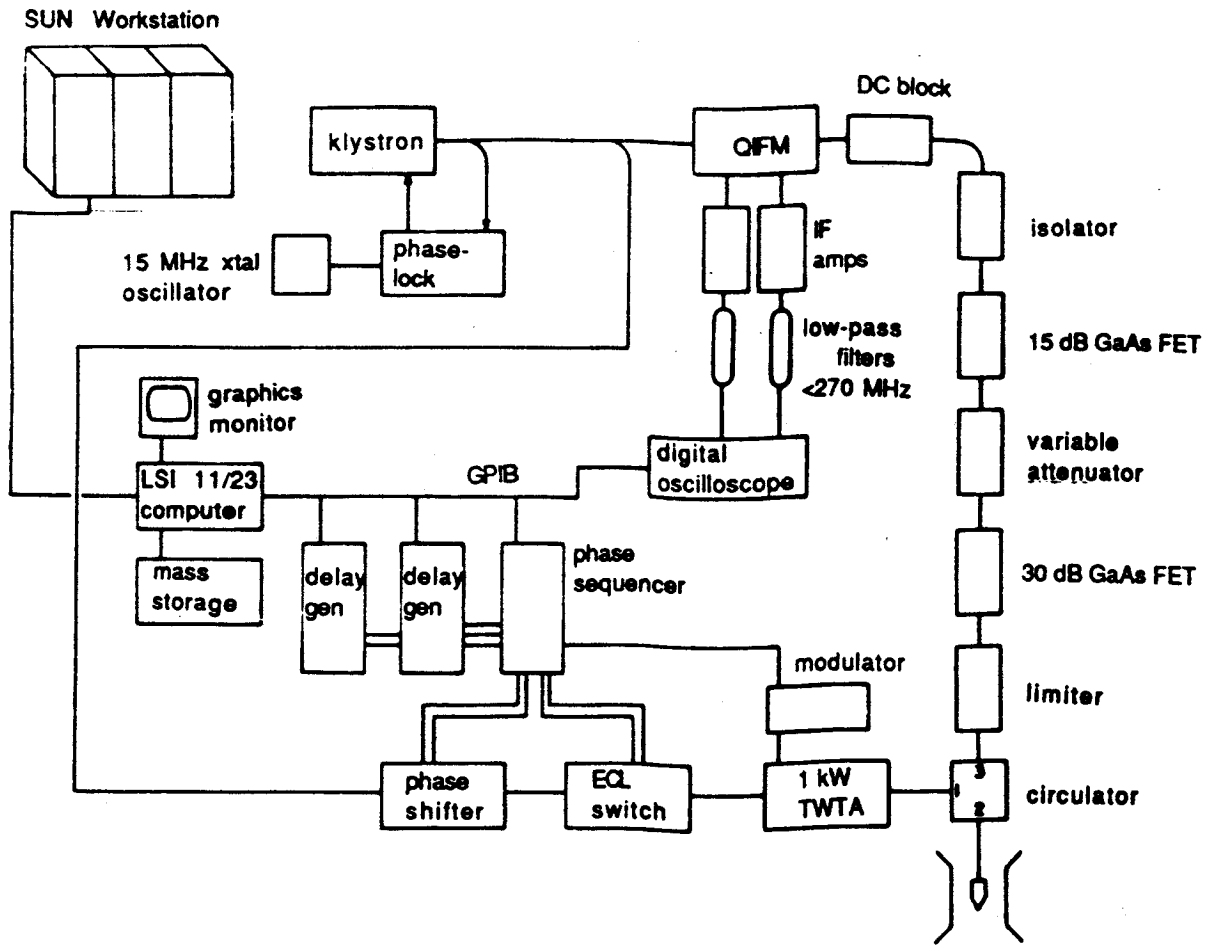 SUN Workstation
DC block
klystron
QIFM
isolator
IF
amps
phase-
lock
15 MHz xtal
oscillator
low-pass
filters
<270 MHz
15 dB GaAs FET
graphics
monitor
variable
attenuator
digital
oscilloscope
GPIB
LSI 11/23
computer
mass
storage
delay
gen
delay
gen
phase
sequencer
30 dB GaAs FET
modulator
limiter
phase
shifter
ECL
switch
1 kW
TWTA
3
1
2
circulator